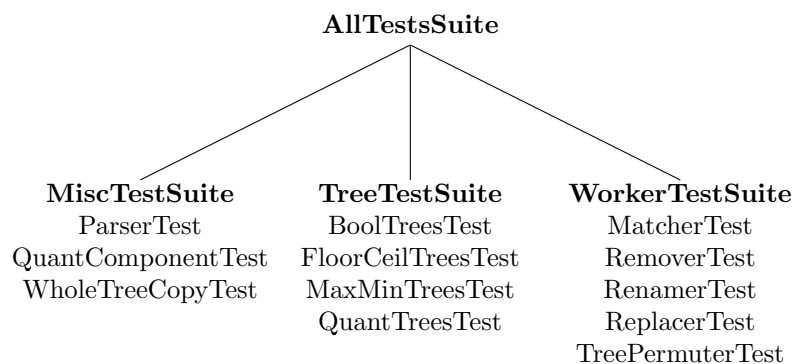 AllTestsSuite
MiscTestSuite
ParserTest
QuantComponentTest
WholeTreeCopyTest
TreeTestSuite
BoolTreesTest
FloorCeilTreesTest
MaxMinTreesTest
QuantTreesTest
WorkerTestSuite
MatcherTest
RemoverTest
RenamerTest
ReplacerTest
TreePermuterTest